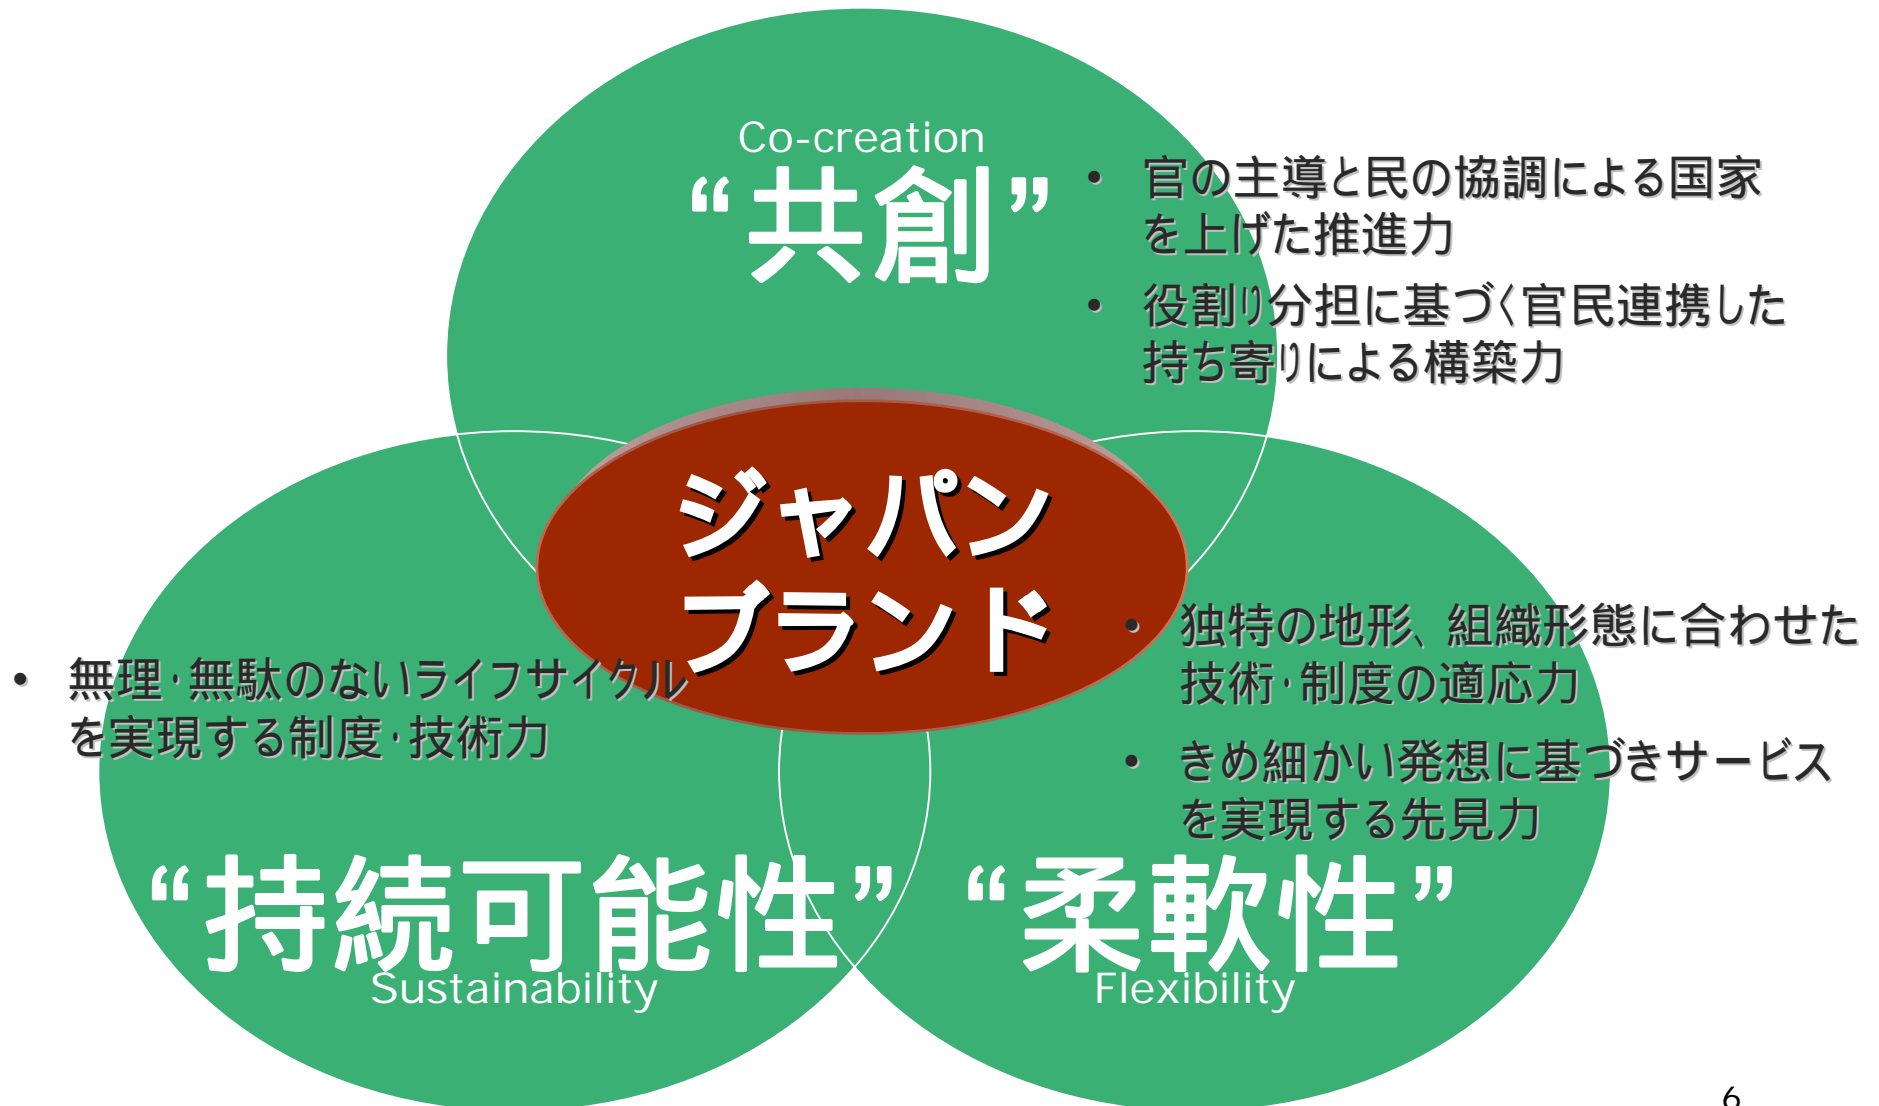 Co-creation
“共創”
• 官の主導と民の協調による国家
を上げた推進力
• 役割り分担に基づく官民連携した
持ち寄りによる構築力
ジャパン
ブランド
• 無理・無駄のないライフサイクル
を実現する制度・技術力
• 独特の地形、組織形態に合わせた
技術・制度の適応力
• きめ細かい発想に基づきサービス
を実現する先見力
“持続可能性”
Sustainability
“柔軟性”
Flexibility
6